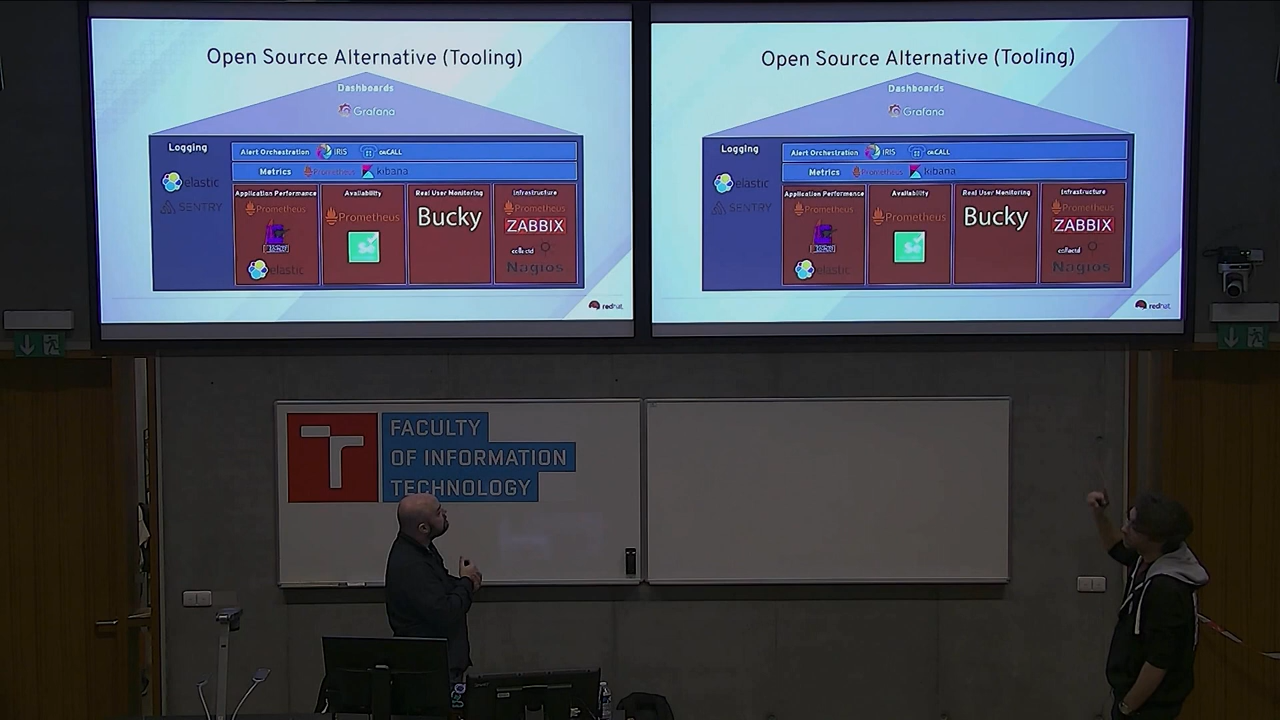 Open Source Alternative (Tooling)
Dashboards
Grafana
Logging
elastic
SENTRY
Alert Orchestration IRIS onCALL
Metrics Prometheus kibana
Application Performance
Prometheus
elastic
Availability
Prometheus
Real User Monitoring
Bucky
Infrastructure
Prometheus
ZABBIX
collectd
Nagios
redhat
Open Source Alternative (Tooling)
Dashboards
Grafana
Logging
elastic
SENTRY
Alert Orchestration IRIS onCALL
Metrics Prometheus kibana
Application Performance
Prometheus
elastic
Availability
Prometheus
Real User Monitoring
Bucky
Infrastructure
Prometheus
ZABBIX
collectd
Nagios
redhat
FACULTY
OF INFORMATION
TECHNOLOGY